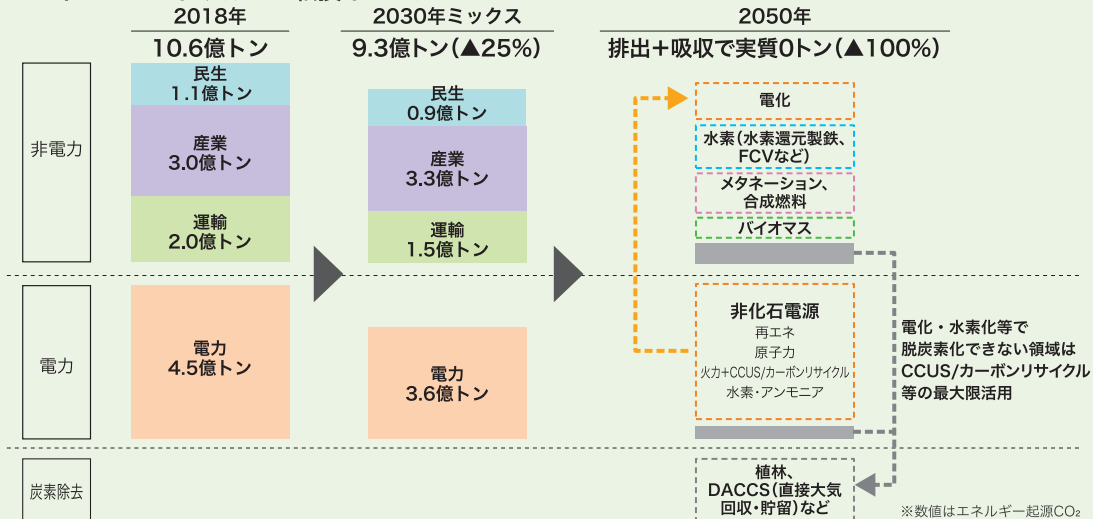 2018年
10.6億トン
2030年ミックス
9.3億トン(▲25%)
2050年
排出+吸収で実質0トン(▲100%)
非電力
民生
1.1億トン
産業
3.0億トン
運輸
2.0億トン
民生
0.9億トン
産業
3.3億トン
運輸
1.5億トン
電化
水素(水素還元製鉄、
FCVなど)
メタネーション、
合成燃料
バイオマス
電力
電力
4.5億トン
電力
3.6億トン
非化石電源
再エネ
原子力
火力+CCUS/カーボンリサイクル
水素・アンモニア
電化・水素化等で
脱炭素化できない領域は
CCUS/カーボンリサイクル
等の最大限活用
炭素除去
植林、
DACCS(直接大気
回収・貯留)など
※数値はエネルギー起源CO₂